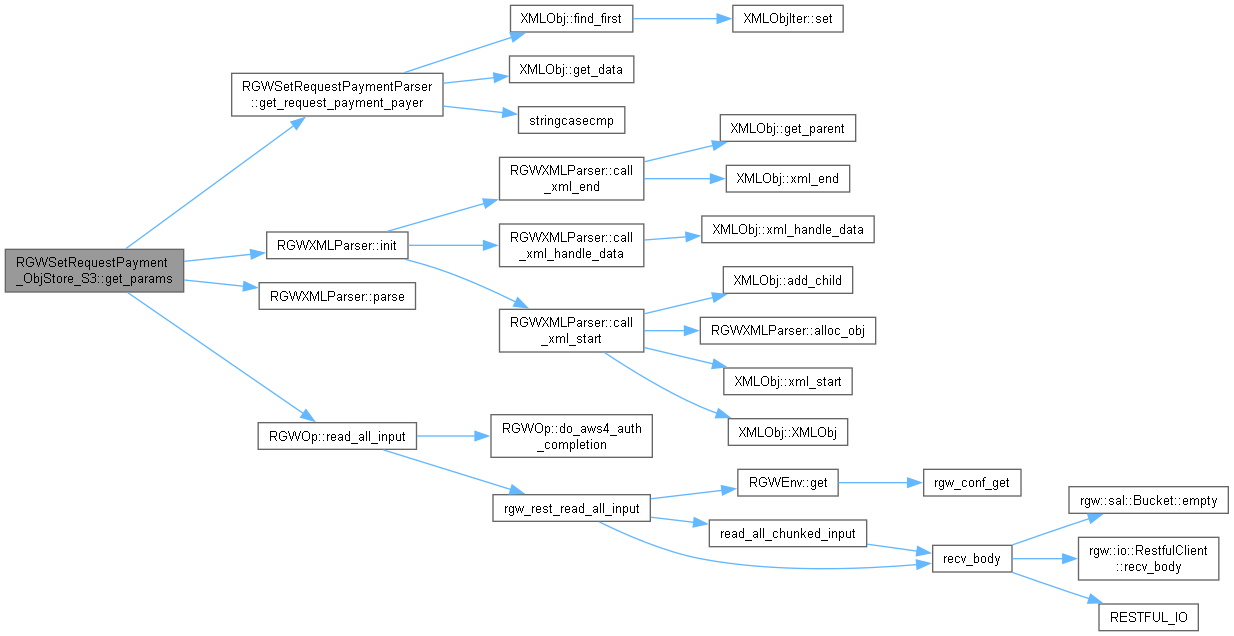 XMLObj::find_first
XMLObjIter::set
RGWSetRequestPaymentParser
::get_request_payment_payer
XMLObj::get_data
stringcasecmp
XMLObj::get_parent
RGWXMLParser::call
_xml_end
XMLObj::xml_end
RGWXMLParser::init
RGWXMLParser::call
_xml_handle_data
XMLObj::xml_handle_data
RGWSetRequestPayment
_ObjStore_S3::get_params
RGWXMLParser::parse
XMLObj::add_child
RGWXMLParser::call
_xml_start
RGWXMLParser::alloc_obj
XMLObj::xml_start
XMLObj::XMLObj
RGWOp::read_all_input
RGWOp::do_aws4_auth
_completion
RGWEnv::get
rgw_conf_get
rgw_rest_read_all_input
read_all_chunked_input
rgw::sal::Bucket::empty
recv_body
rgw::io::RestfulClient
::recv_body
RESTFUL_IO